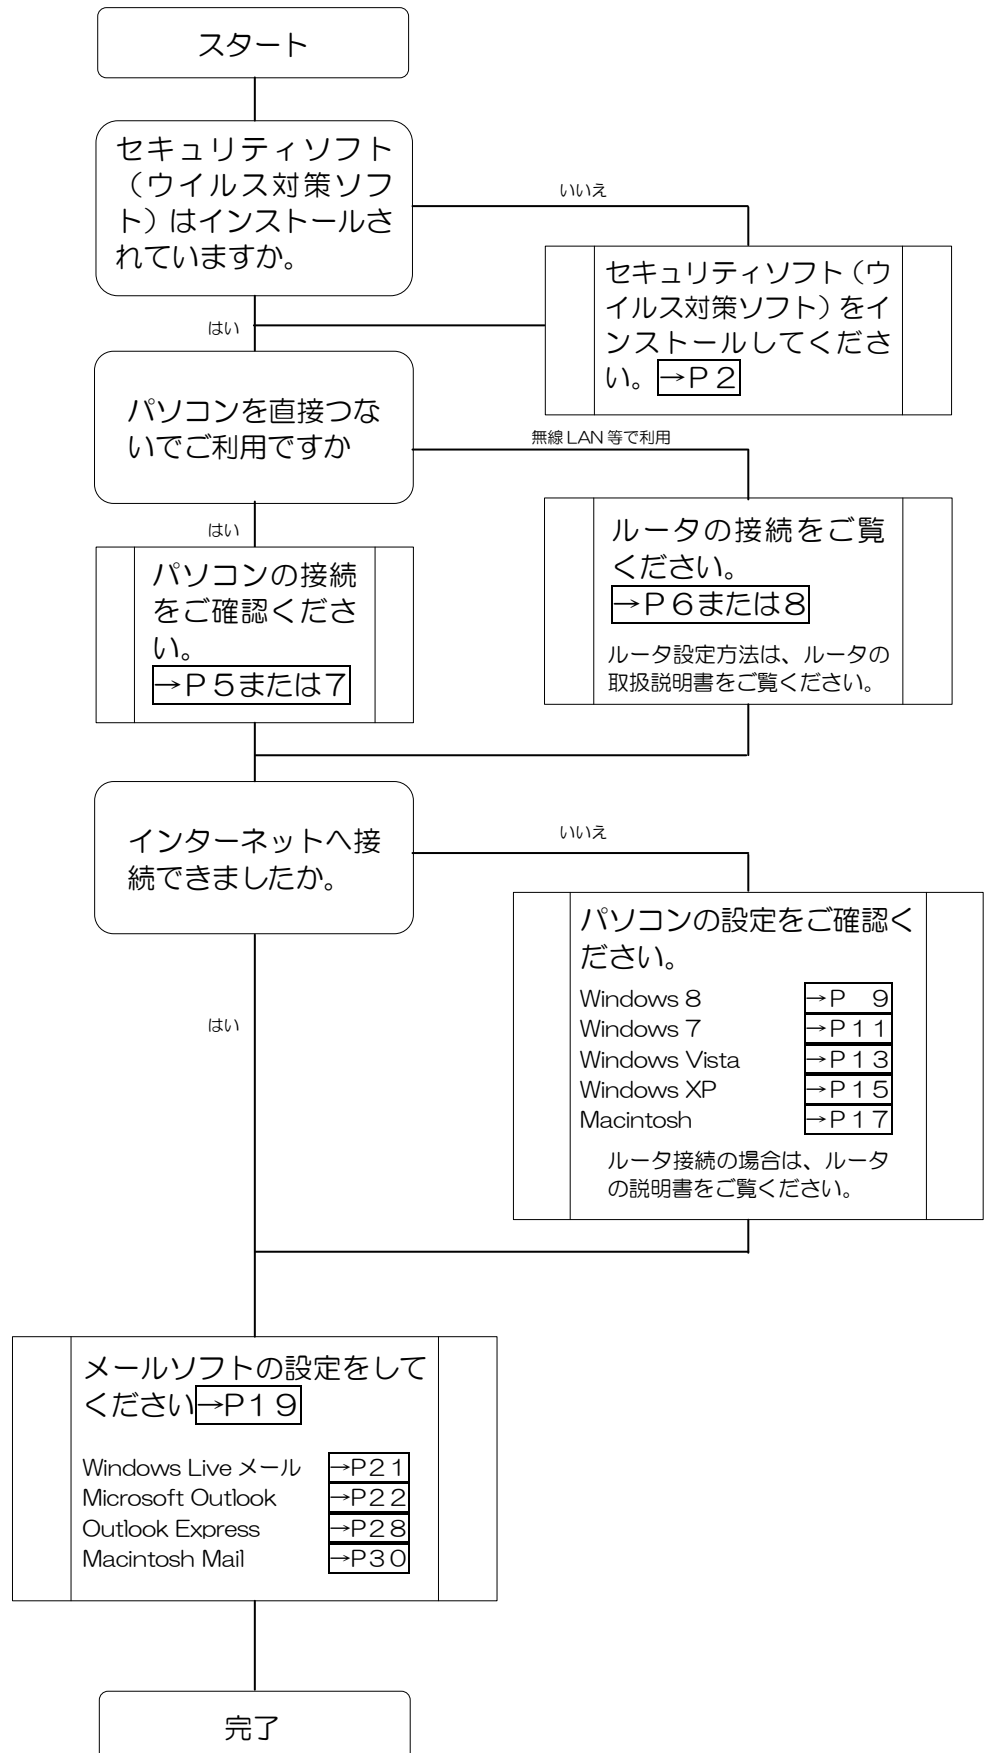 スタート
セキュリティソフト
（ウイルス対策ソフ
ト）はインストールさ
れていますか。
いいえ
セキュリティソフト（ウ
イルス対策ソフト）をイ
ンストールしてくださ
い。→Ｐ２
はい
パソコンを直接つな
いでご利用ですか
無線 LAN 等で利用
ルータの接続をご覧
ください。
→Ｐ６または８
ルータ設定方法は、ルータの
取扱説明書をご覧ください。
はい
パソコンの接続
をご確認くださ
い。
→Ｐ５または７
インターネットへ接
続できましたか。
いいえ
パソコンの設定をご確認く
ださい。
Windows 8 →Ｐ　９
Windows 7 →Ｐ１１
Windows Vista →Ｐ１３
Windows XP →Ｐ１５
Macintosh →Ｐ１７
ルータ接続の場合は、ルータ
の説明書をご覧ください。
はい
メールソフトの設定をして
ください→Ｐ１９
Windows Live メール →Ｐ２１
Microsoft Outlook →Ｐ２２
Outlook Express →Ｐ２８
Macintosh Mail →Ｐ３０
完了